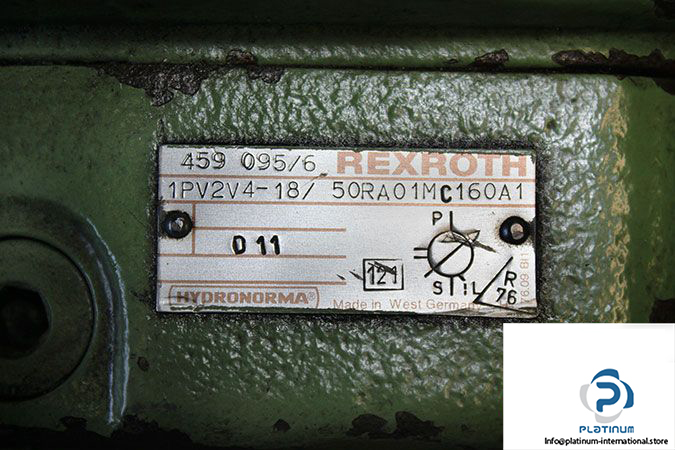 459 095/6 REXROTH
1PV2V4-18/ 50RA01MC160A1
P
D 11
121
S L
R
76
HYDRONORMA®
Made in West Germany
PLATINUM
Info@platinum-international.store